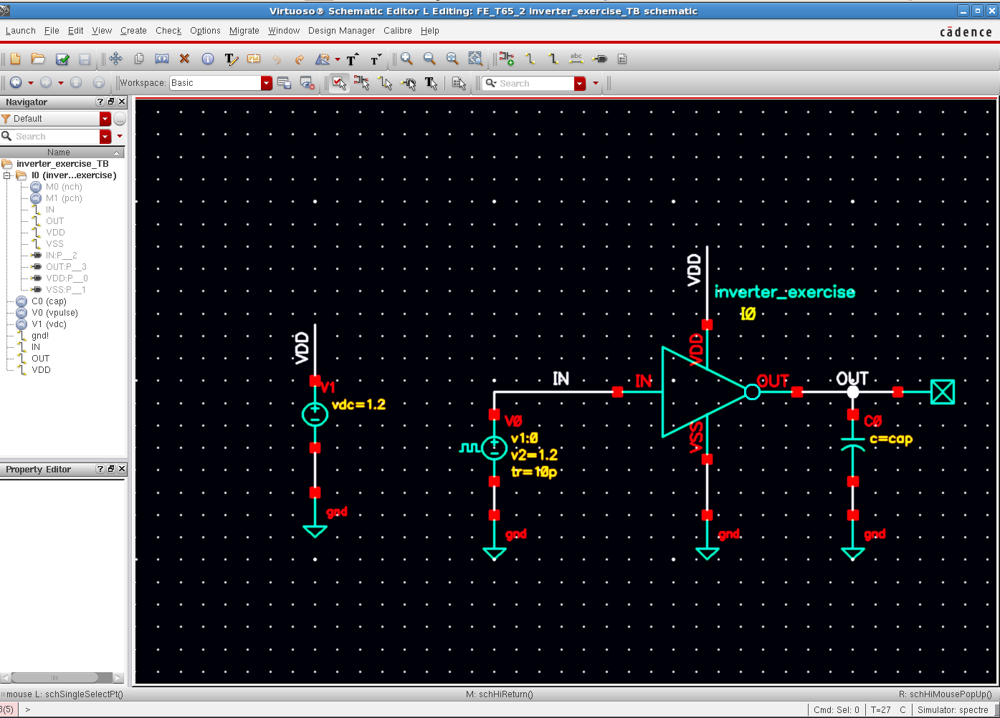 Virtuoso® Schematic Editor L Editing: FE_T65_2 inverter_exercise_TB schematic
Launch File Edit View Create Check Options Migrate Window Design Manager Calibre Help
cādence
abc
Workspace: Basic
Search
Navigator
Default
Search
Name
inverter_exercise_TB
I0 (inver...exercise)
M0 (nch)
M1 (pch)
IN
OUT
VDD
VSS
IN:P__2
OUT:P__3
VDD:P__0
VSS:P__1
C0 (cap)
V0 (vpulse)
V1 (vdc)
gnd!
IN
OUT
VDD
Property Editor
VDD
V1
vdc=1.2
gnd
IN
V0
v1:0
v2=1.2
tr=10p
gnd
VDD
inverter_exercise
I0
VDD
IN
OUT
VSS
gnd
OUT
C0
c=cap
gnd
mouse L: schSingleSelectPt()
M: schHiReturn()
R: schHiMousePopUp()
3(5) >
Cmd: Sel: 0
T=27 C
Simulator: spectre